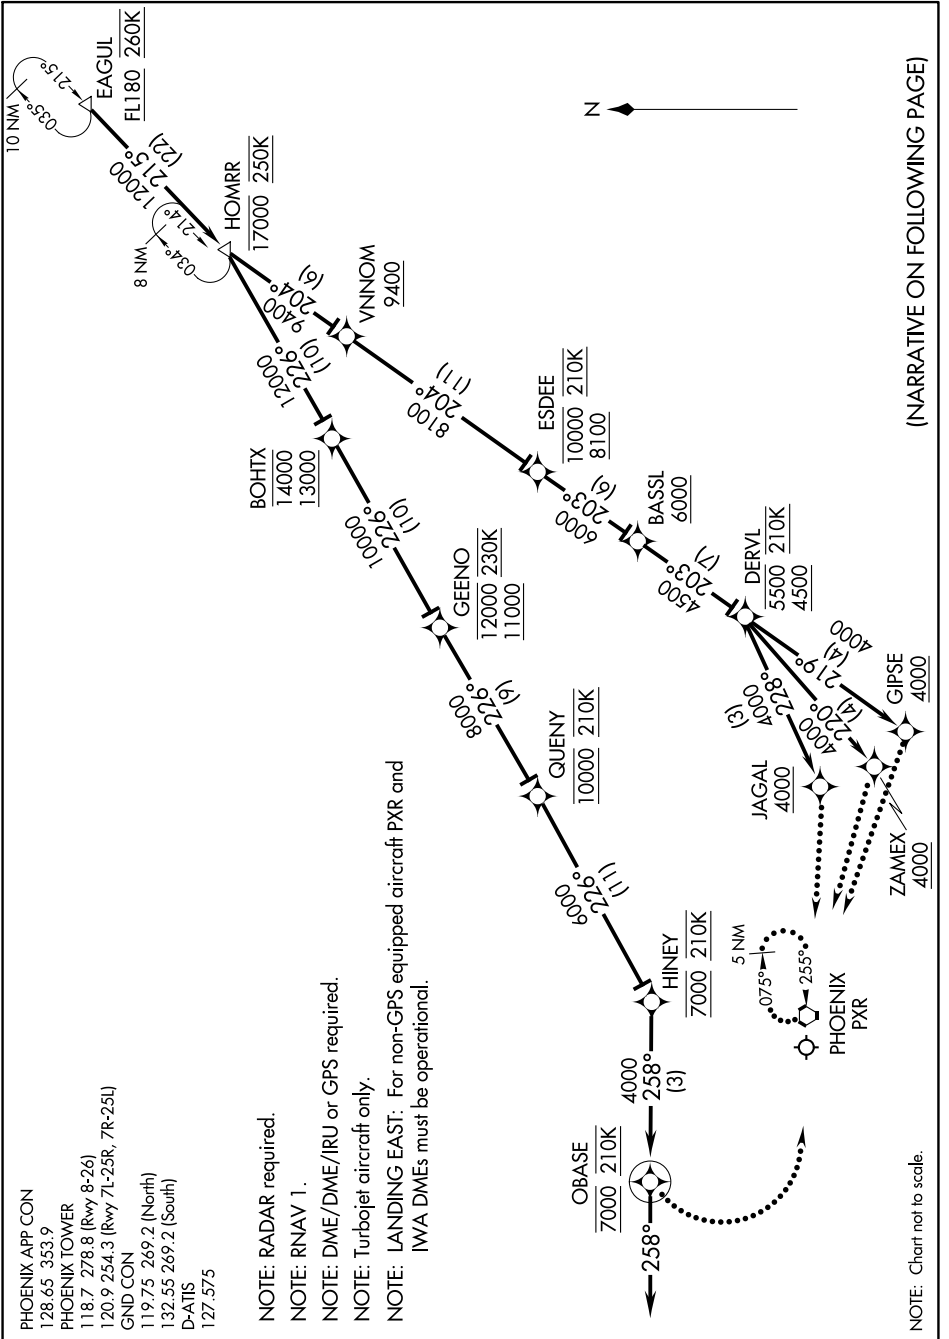 PHOENIX APP CON
128.65 353.9
PHOENIX TOWER
118.7 278.8 (Rwy 8-26)
120.9 254.3 (Rwy 7L-25R, 7R-25L)
GND CON
119.75 269.2 (North)
132.55 269.2 (South)
D-ATIS
127.575
NOTE: RADAR required.
NOTE: RNAV 1.
NOTE: DME/DME/IRU or GPS required.
NOTE: Turbojet aircraft only.
NOTE: LANDING EAST: For non-GPS equipped aircraft PXR and
IWA DMEs must be operational.
10 NM
035°
215°
EAGUL
FL180 260K
12000
215°
(22)
8 NM
034°
214°
HOMRR
17000 250K
12000
226°
(10)
9400
204°
(6)
VNNOM
9400
BOHTX
14000
13000
8100
204°
(11)
10000
226°
(10)
ESDEE
10000 210K
8100
GEENO
12000 230K
11000
6000
203°
(6)
BASSL
6000
8000
226°
(9)
4500
203°
(7)
QUENY
10000 210K
DERVL
5500 210K
4500
6000
226°
(11)
(3)
4000
228°
4000
220°
(4)
219°
(4)
4000
JAGAL
4000
GIPSE
4000
ZAMEX
4000
HINEY
7000 210K
4000
258°
(3)
OBASE
7000 210K
258°
5 NM
075°
255°
PHOENIX
PXR
N
(NARRATIVE ON FOLLOWING PAGE)
NOTE: Chart not to scale.